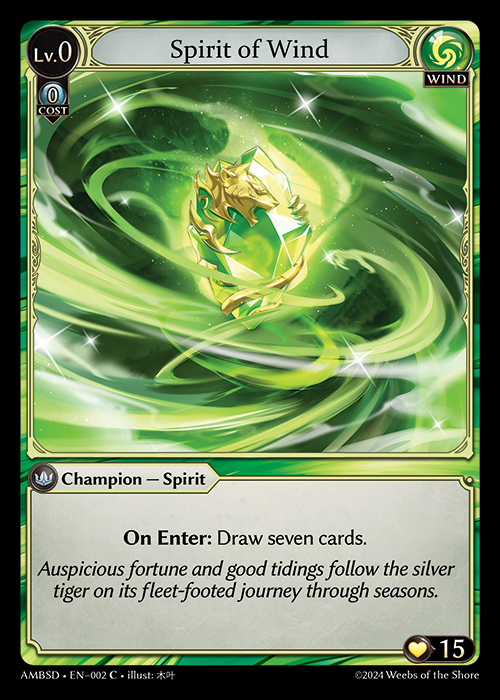 Lv.0
Spirit of Wind
WIND
0
COST
Champion — Spirit
On Enter: Draw seven cards.
Auspicious fortune and good tidings follow the silver
tiger on its fleet-footed journey through seasons.
15
AMBSD • EN-002 C • illust: 木叶
©2024 Weebs of the Shore